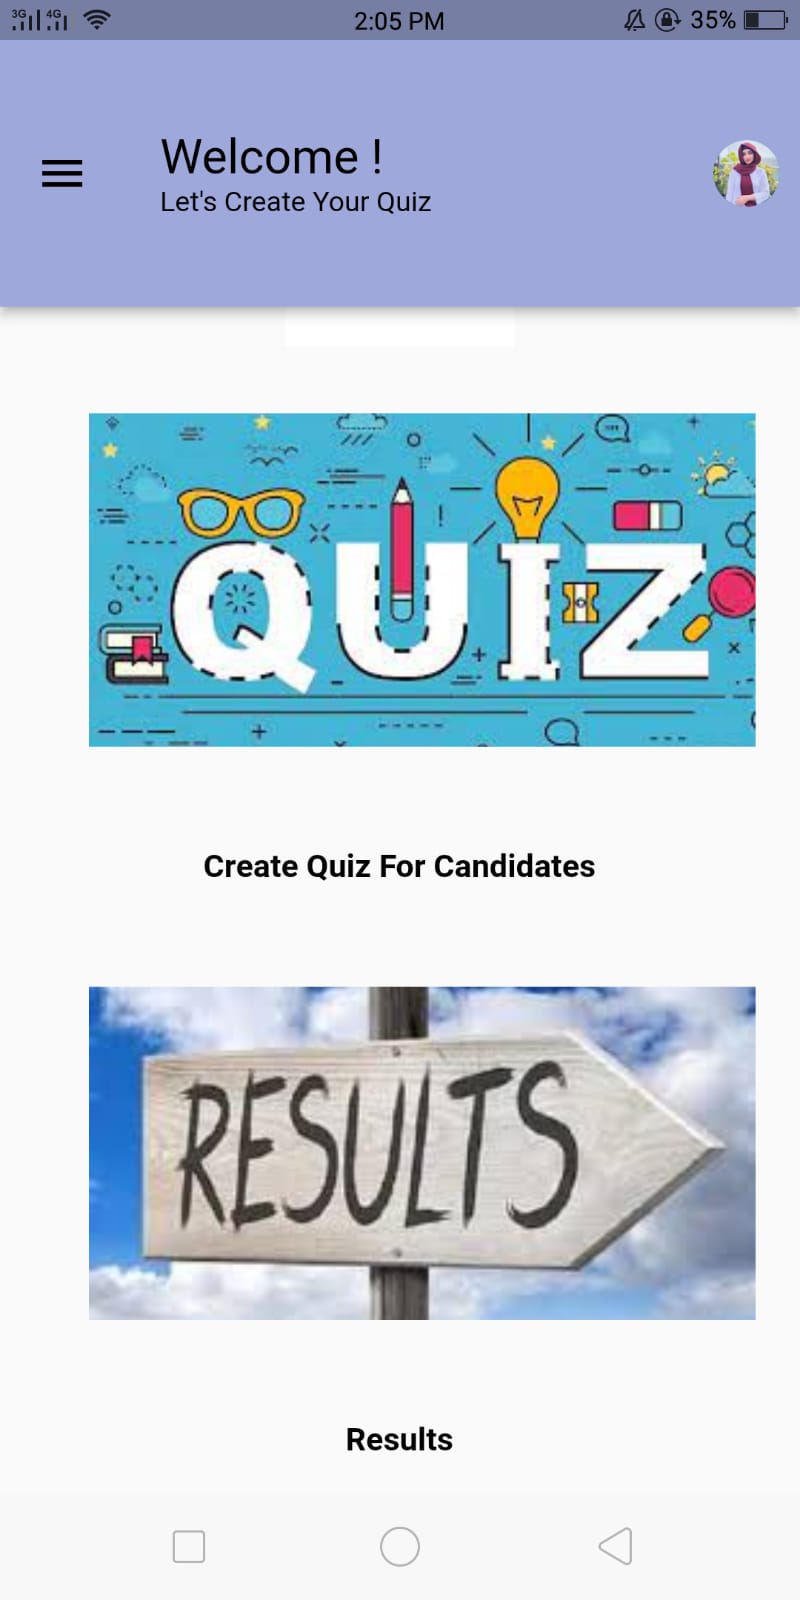 3G 4G 2:05 PM 35%
Welcome !
Let's Create Your Quiz
QUIZ
Create Quiz For Candidates
RESULTS
Results